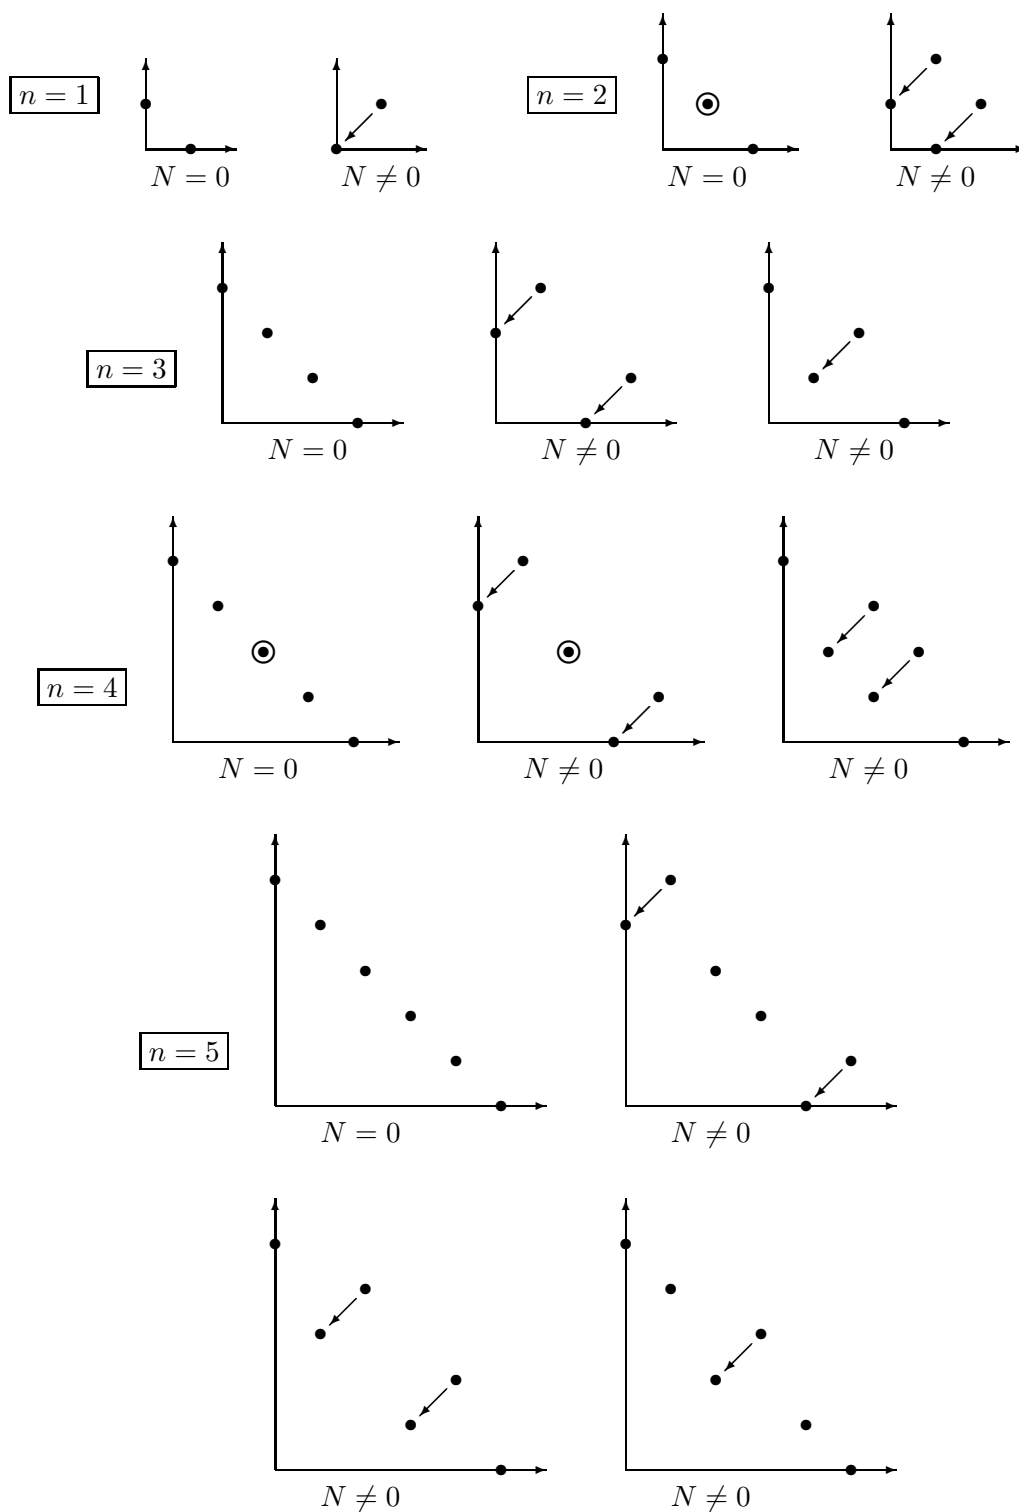 n = 1
N = 0
N ≠ 0
n = 2
N = 0
N ≠ 0
n = 3
N = 0
N ≠ 0
N ≠ 0
n = 4
N = 0
N ≠ 0
N ≠ 0
n = 5
N = 0
N ≠ 0
N ≠ 0
N ≠ 0